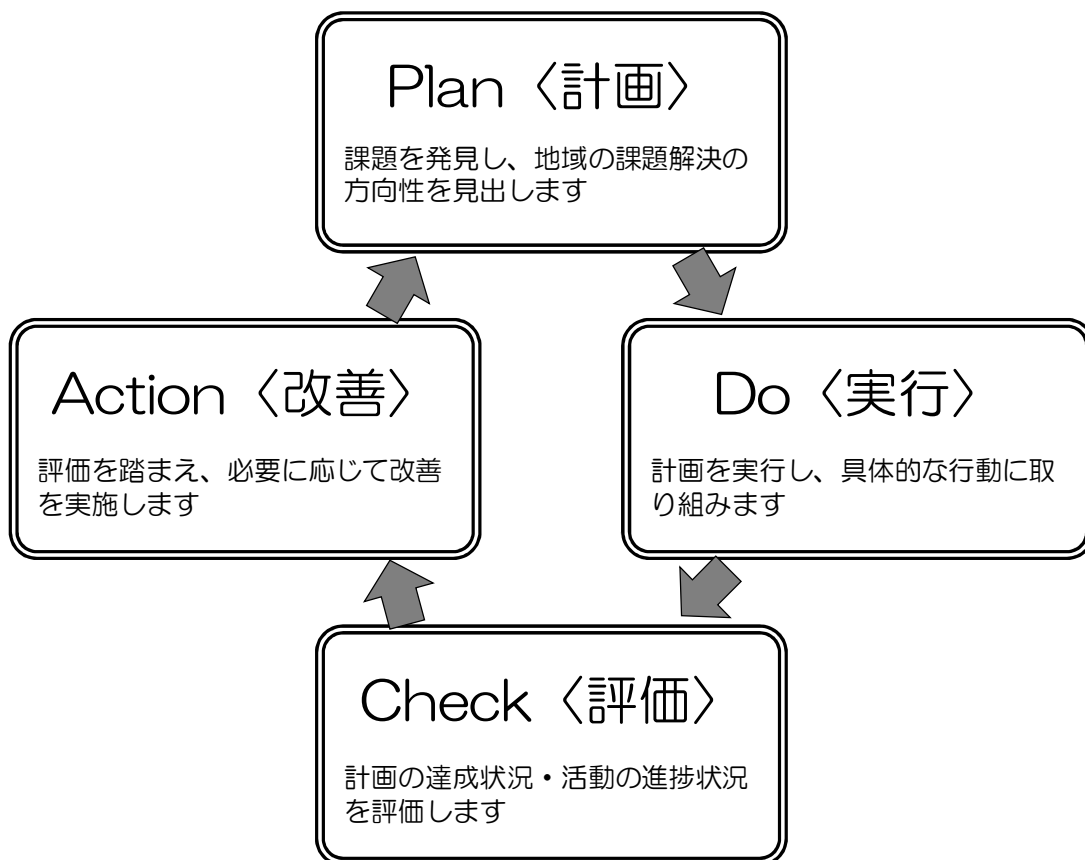 Plan〈計画〉
課題を発見し、地域の課題解決の
方向性を見出します
Action〈改善〉
評価を踏まえ、必要に応じて改善
を実施します
Do〈実行〉
計画を実行し、具体的な行動に取
り組みます
Check〈評価〉
計画の達成状況・活動の進捗状況
を評価します